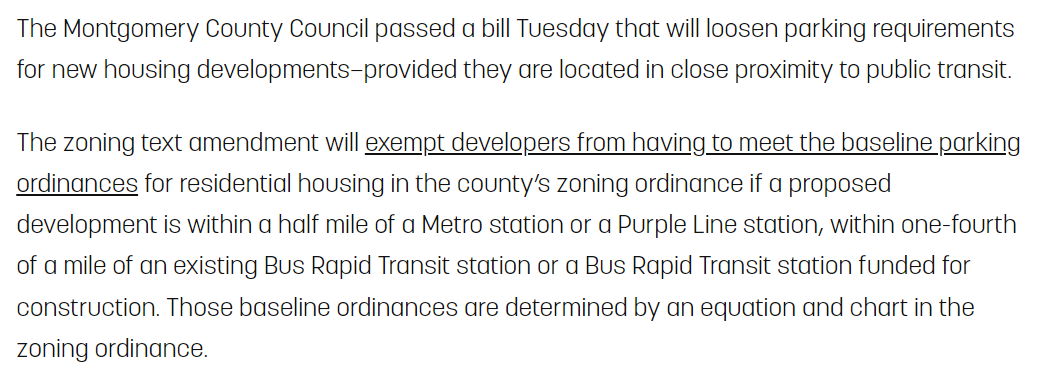 The Montgomery County Council passed a bill Tuesday that will loosen parking requirements
for new housing developments–provided they are located in close proximity to public transit.
The zoning text amendment will exempt developers from having to meet the baseline parking
ordinances for residential housing in the county’s zoning ordinance if a proposed
development is within a half mile of a Metro station or a Purple Line station, within one-fourth
of a mile of an existing Bus Rapid Transit station or a Bus Rapid Transit station funded for
construction. Those baseline ordinances are determined by an equation and chart in the
zoning ordinance.